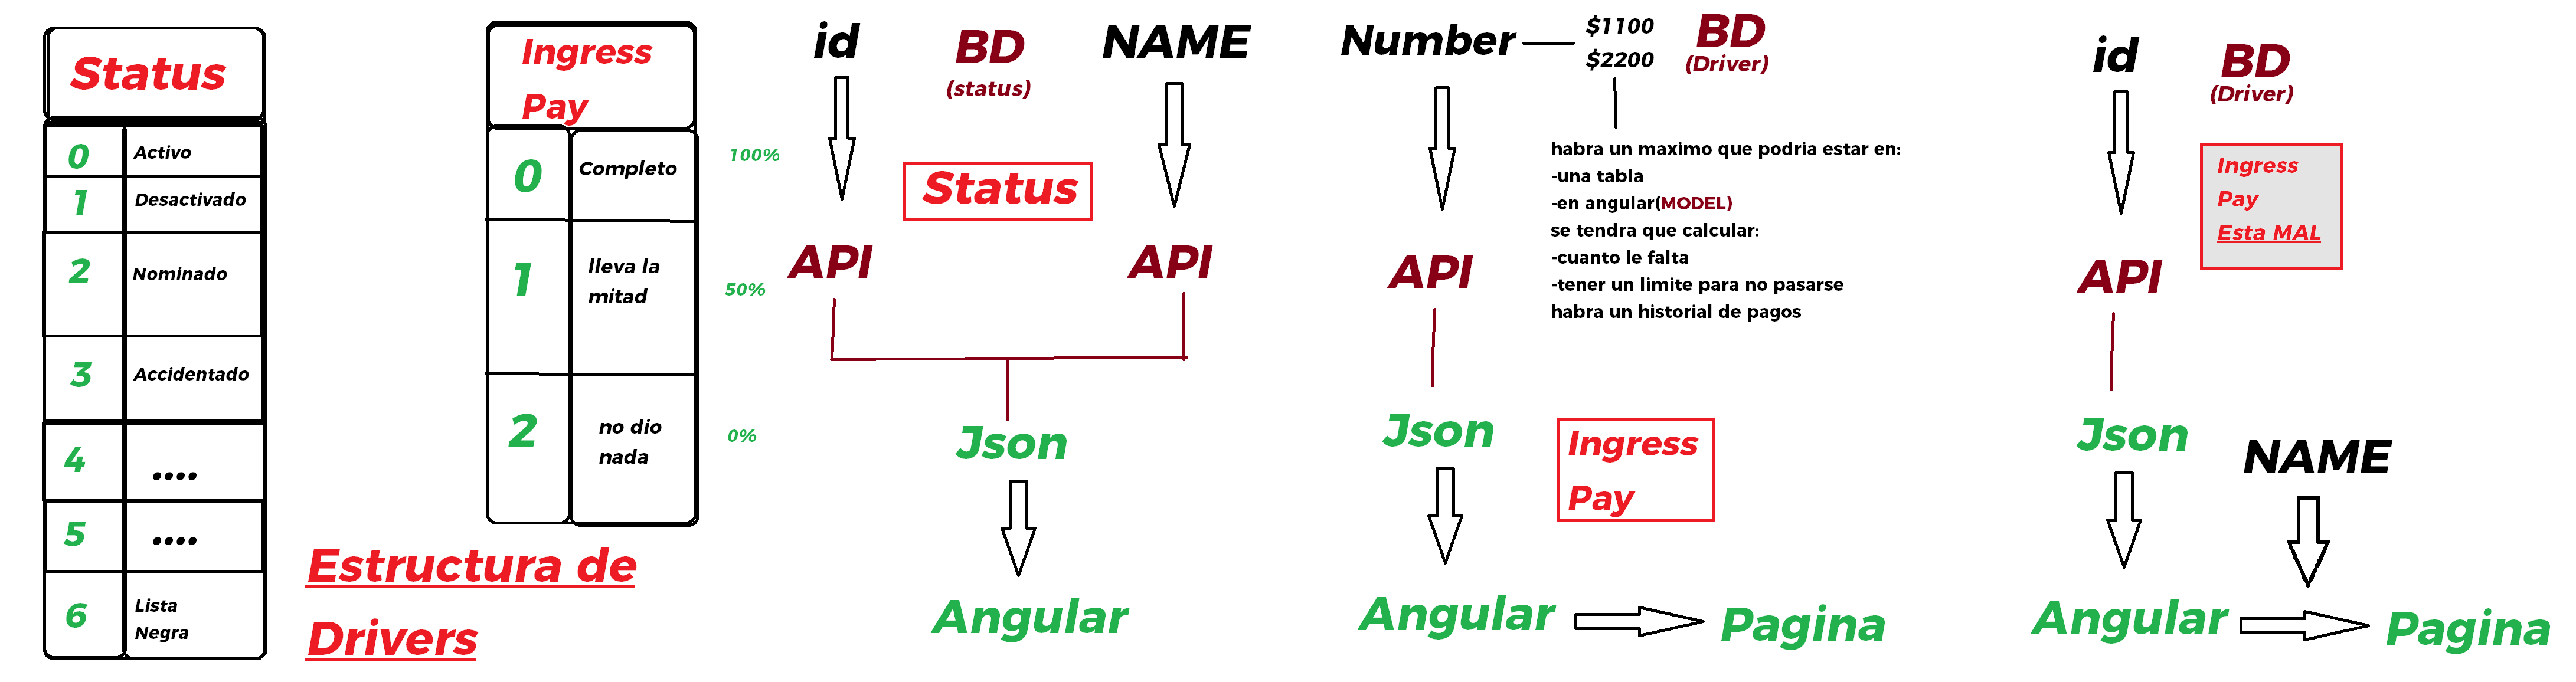 Status
0 Activo
1 Desactivado
2 Nominado
3 Accidentado
4 ....
5 ....
6 Lista
Negra
Estructura de
Drivers
Ingress
Pay
0 Completo 100%
1 lleva la
mitad 50%
2 no dio
nada 0%
id BD NAME
(status)
Status
API API
Json
Angular
Number $1100 BD
$2200 (Driver)
habra un maximo que podria estar en:
-una tabla
-en angular(MODEL)
se tendra que calcular:
-cuanto le falta
-tener un limite para no pasarse
habra un historial de pagos
API
Json
Ingress
Pay
Angular Pagina
id BD
(Driver)
Ingress
Pay
Esta MAL
API
Json NAME
Angular Pagina